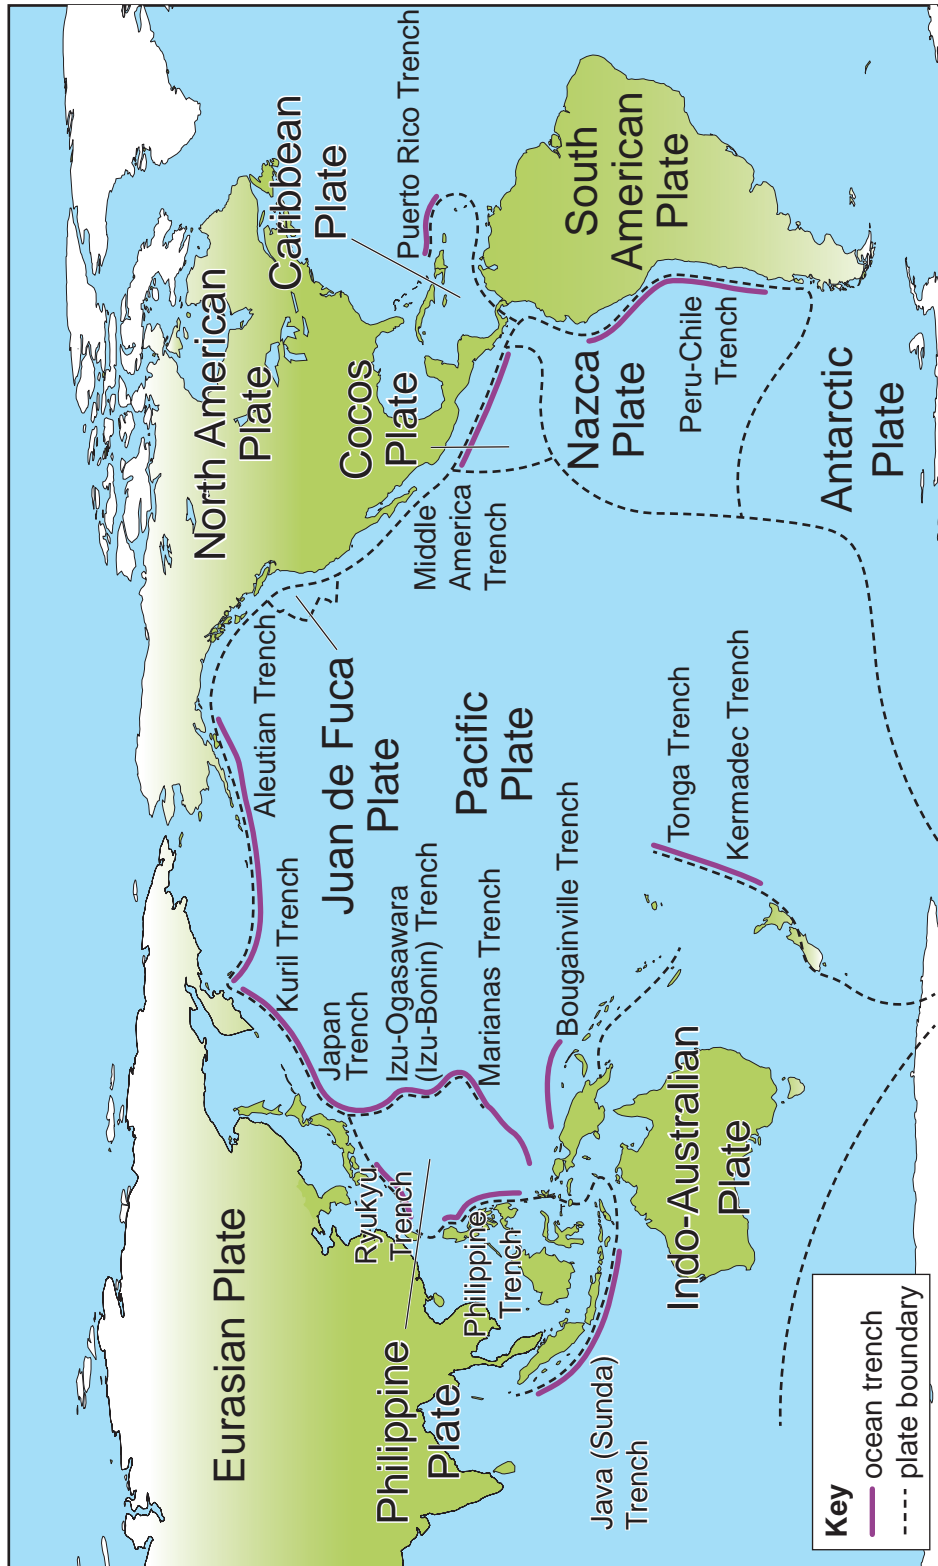 Eurasian Plate
North American
Plate
Caribbean
Plate
Puerto Rico Trench
Aleutian Trench
Kuril Trench
Juan de Fuca
Plate
Cocos
Plate
Japan
Trench
Izu-Ogasawara
(Izu-Bonin) Trench
Ryukyu
Trench
Philippine
Plate
Philippine
Trench
Marianas Trench
Pacific
Plate
Middle
America
Trench
Bougainville Trench
Nazca
Plate
South
American
Plate
Java (Sunda)
Trench
Indo-Australian
Plate
Tonga Trench
Kermadec Trench
Peru-Chile
Trench
Antarctic
Plate
Key
ocean trench
plate boundary